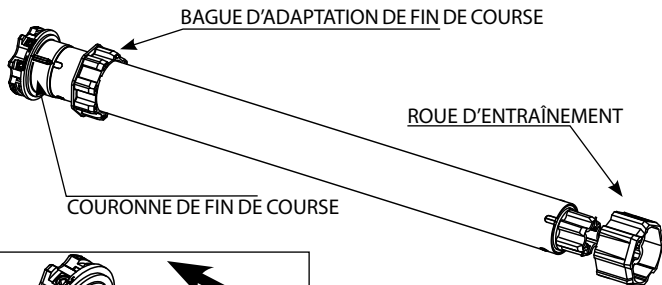 BAGUE D'ADAPTATION DE FIN DE COURSE
ROUE D'ENTRAÎNEMENT
COURONNE DE FIN DE COURSE